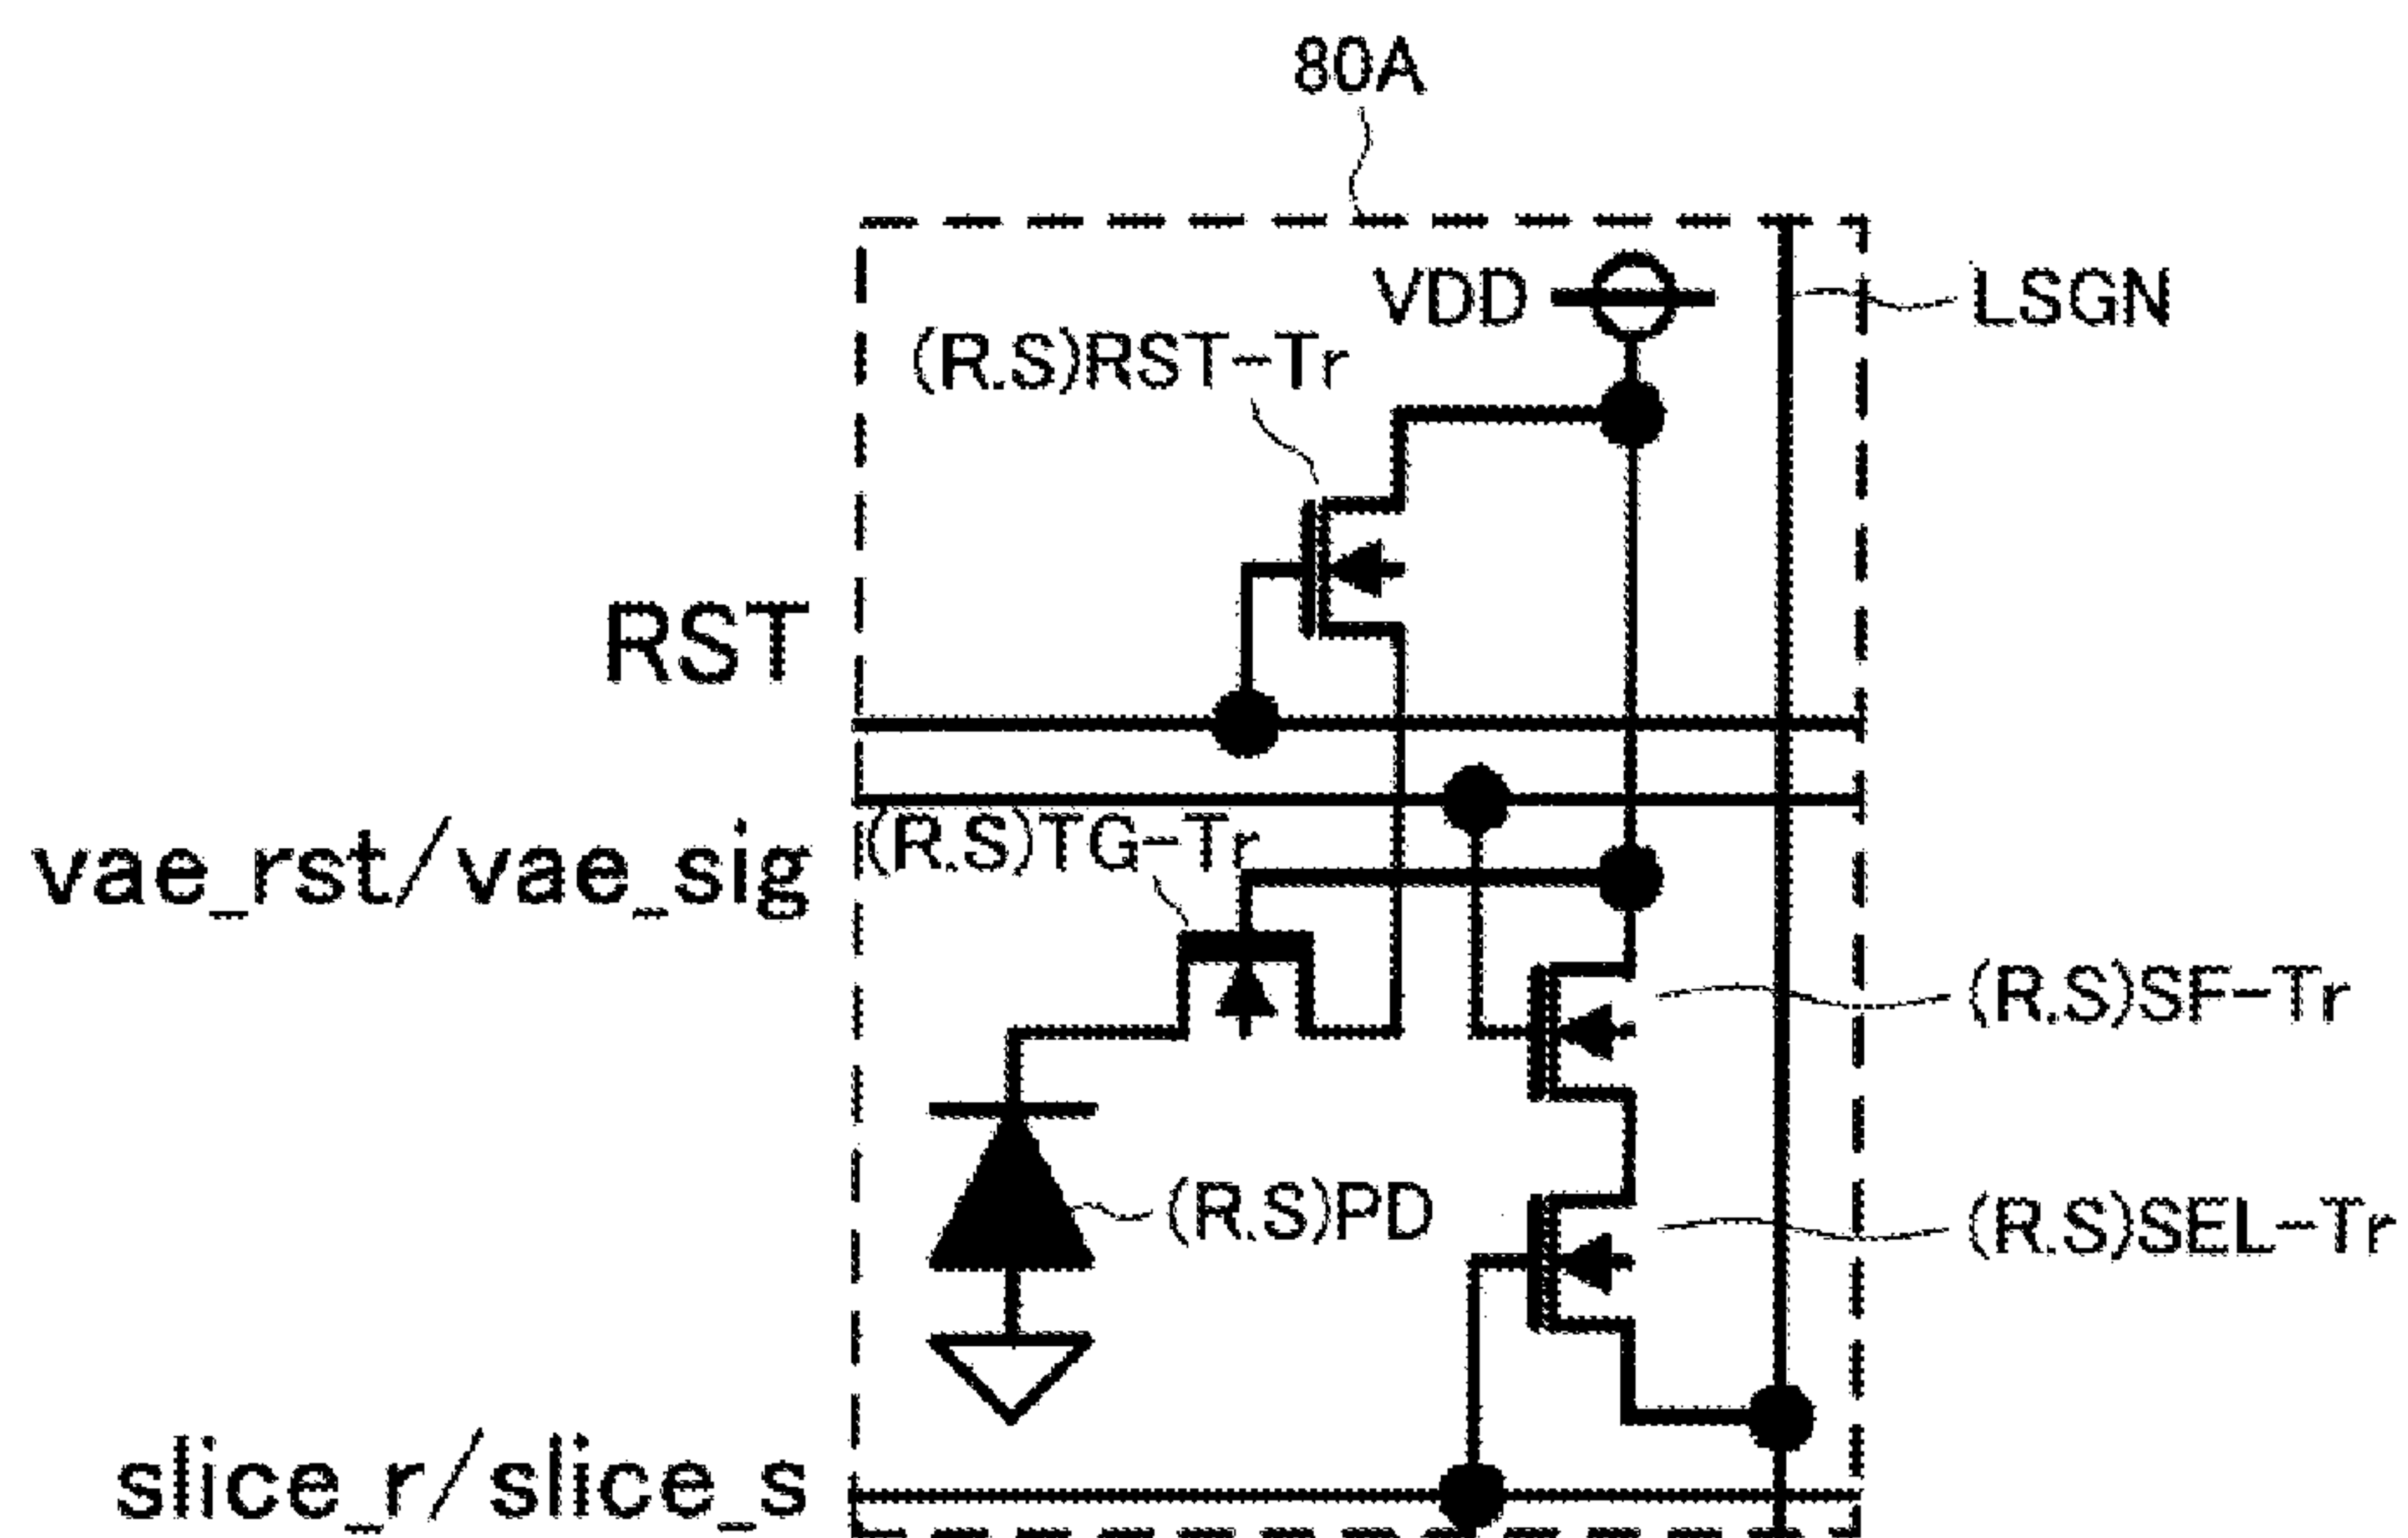 80A
VDD
LSGN
(R.S)RST-Tr
RST
(R.S)TG-Tr
vae_rst/vae_sig
(R.S)SF-Tr
(R.S)PD
(R.S)SEL-Tr
slice_r/slice_s